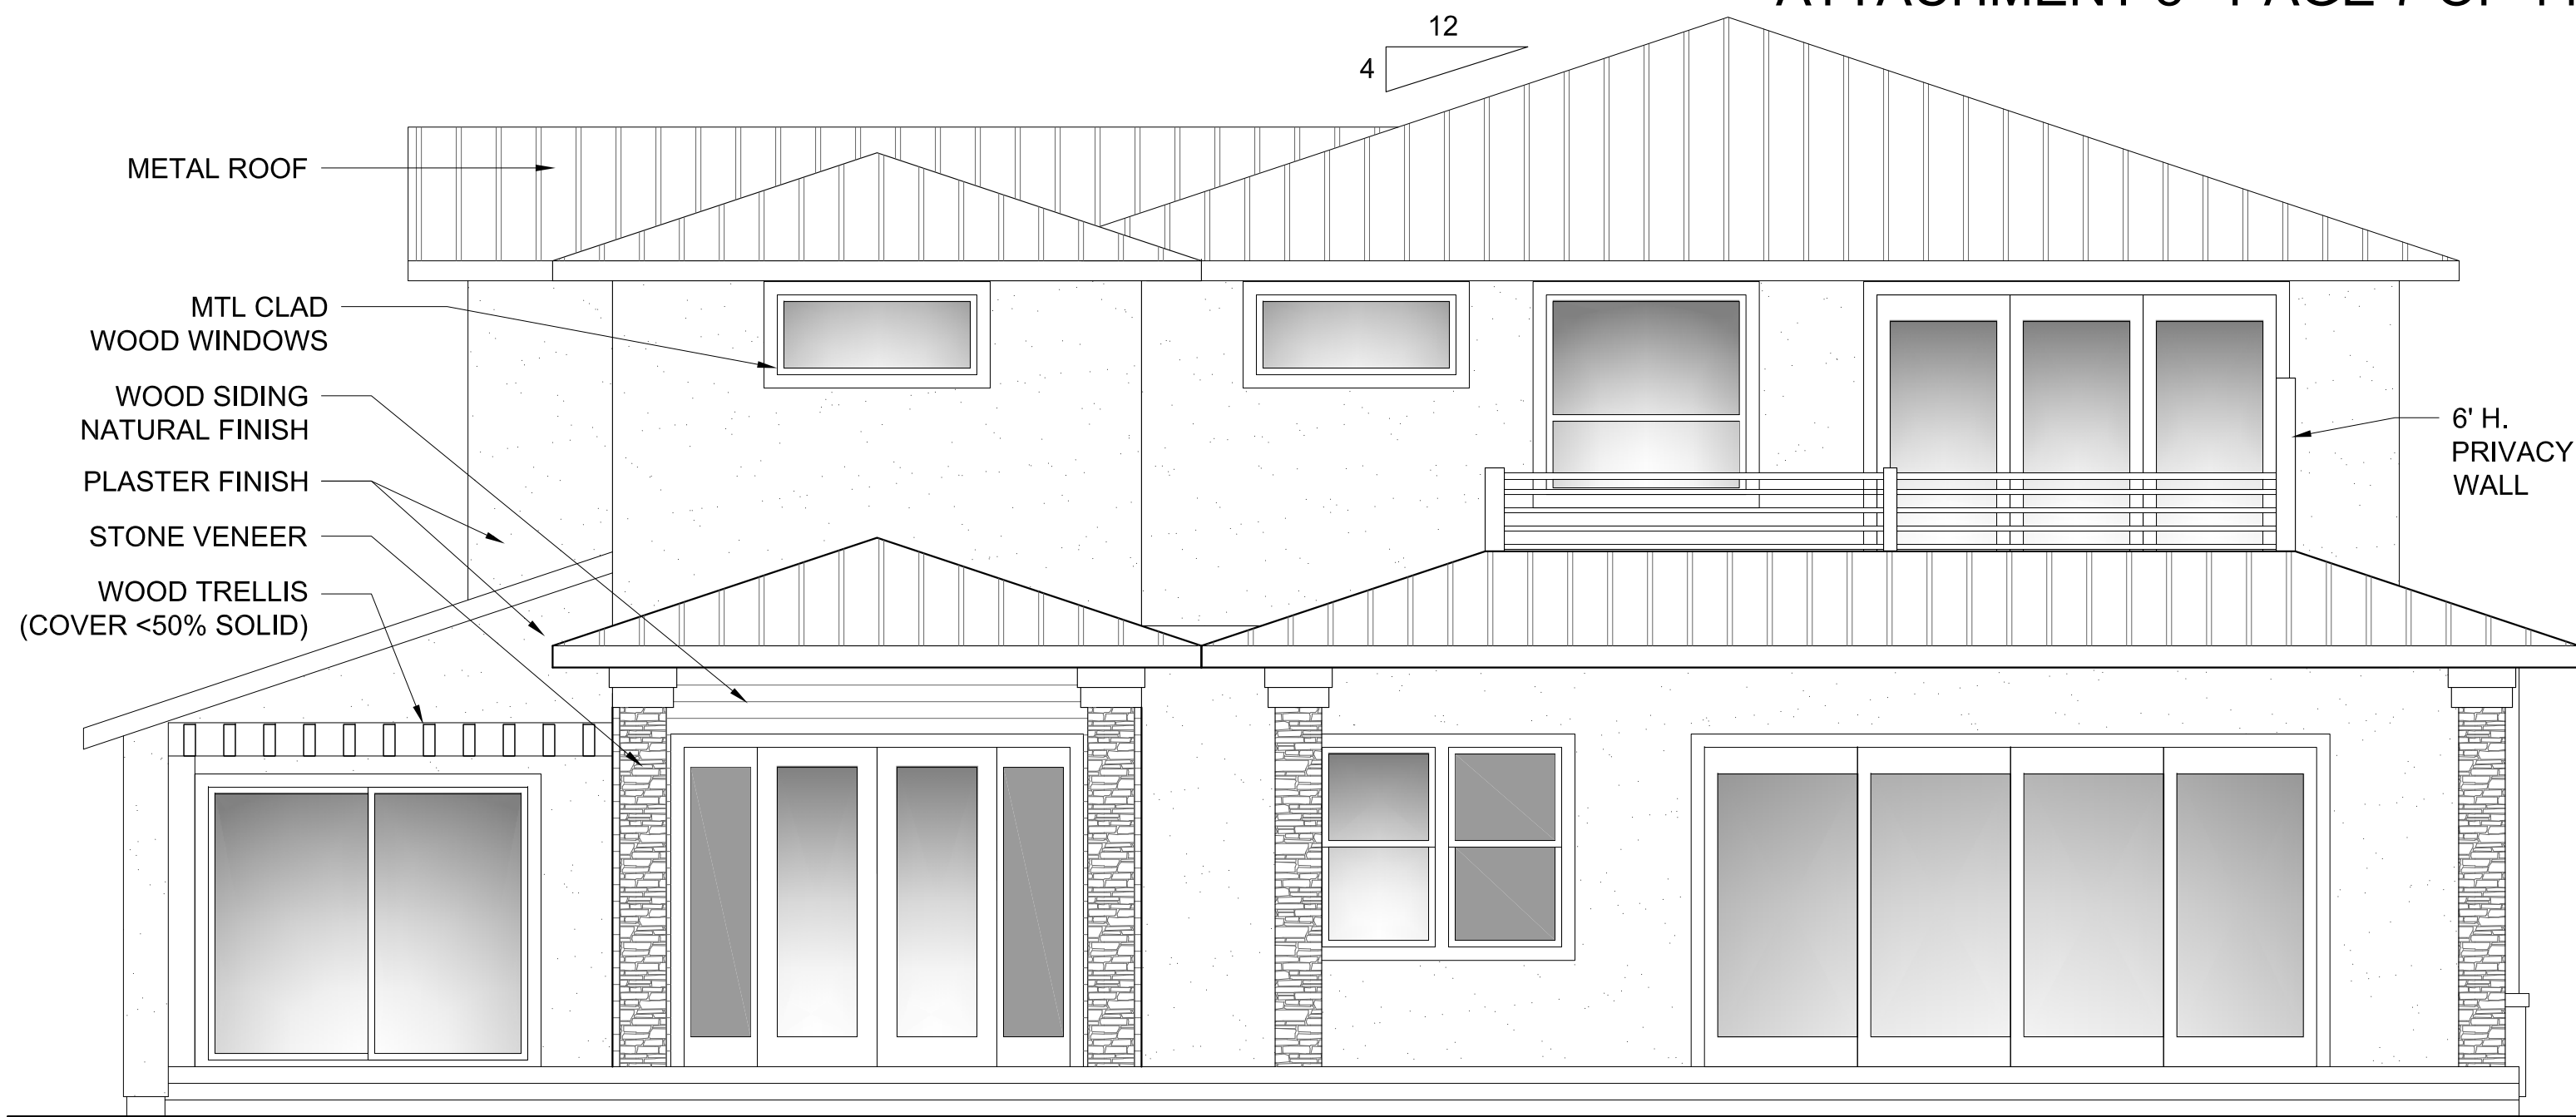 12
4
METAL ROOF
MTL CLAD
WOOD WINDOWS
WOOD SIDING
NATURAL FINISH
PLASTER FINISH
STONE VENEER
WOOD TRELLIS
(COVER <50% SOLID)
6' H.
PRIVACY
WALL